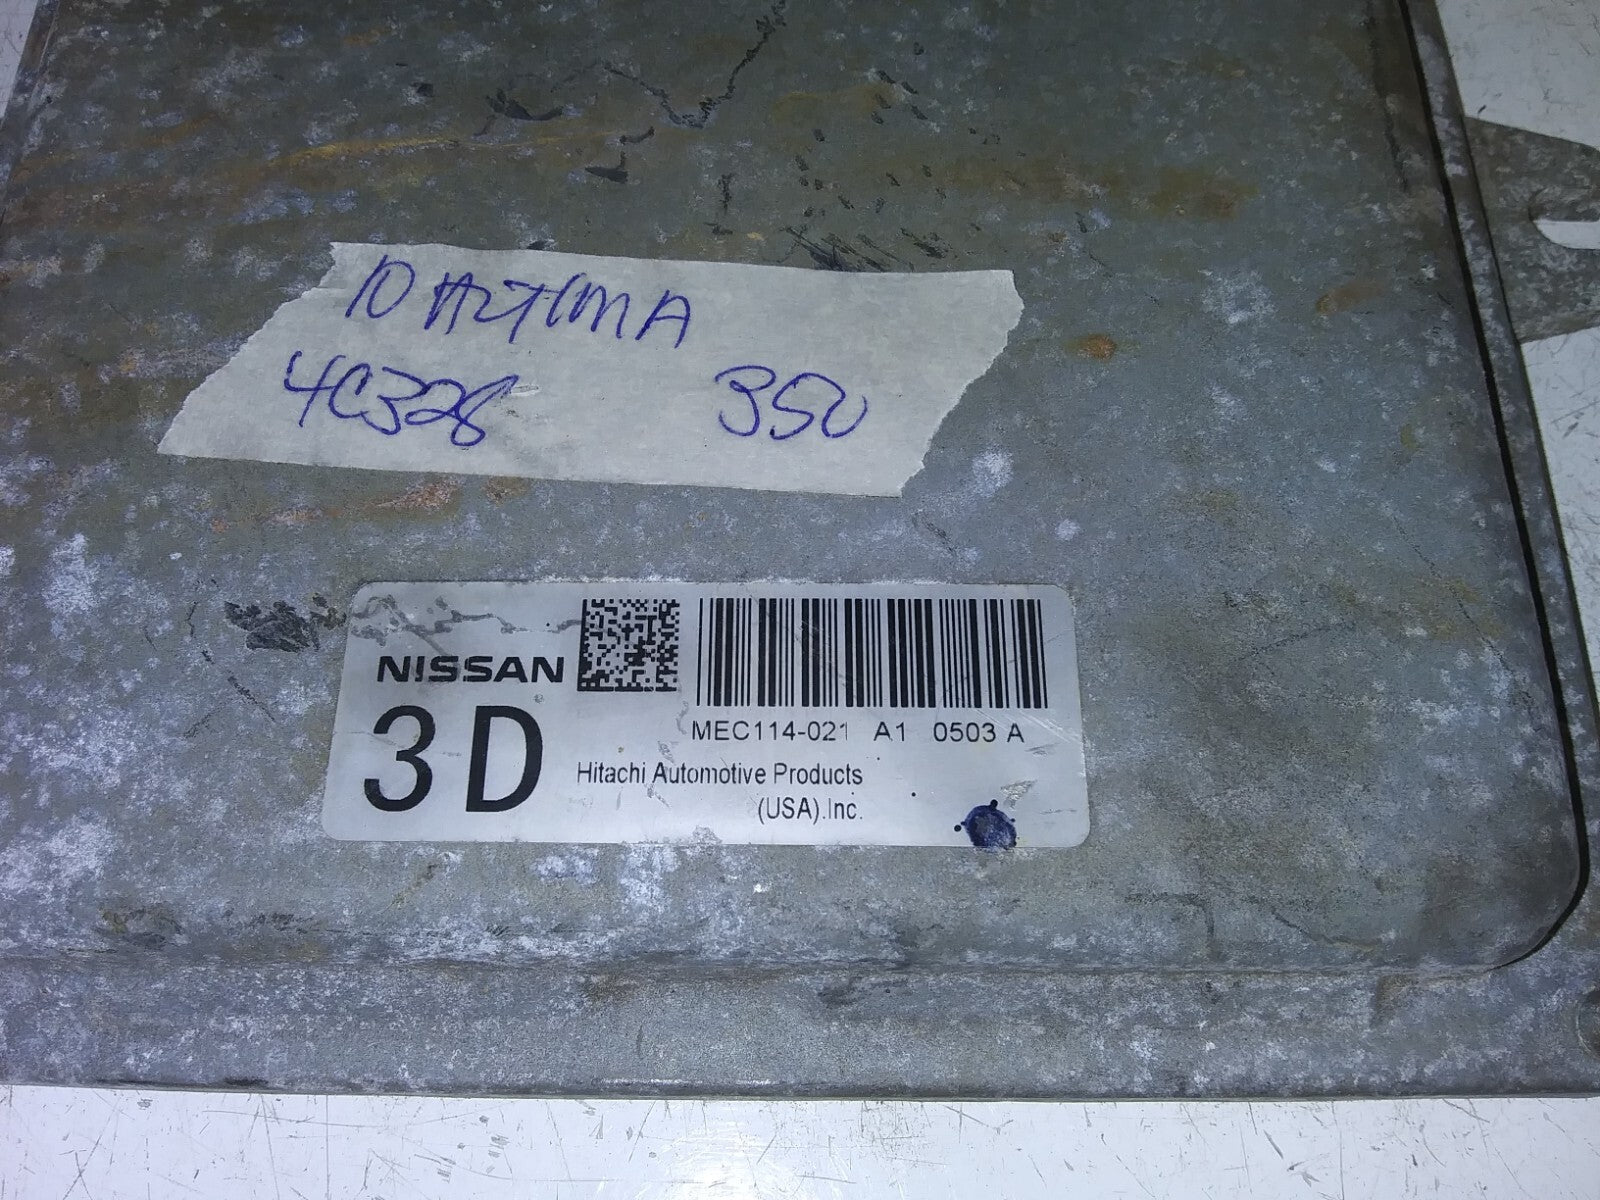 10 ALTIMA
4C328 350
NISSAN
3D
MEC114-021 A1 0503 A
Hitachi Automotive Products
(USA).Inc.